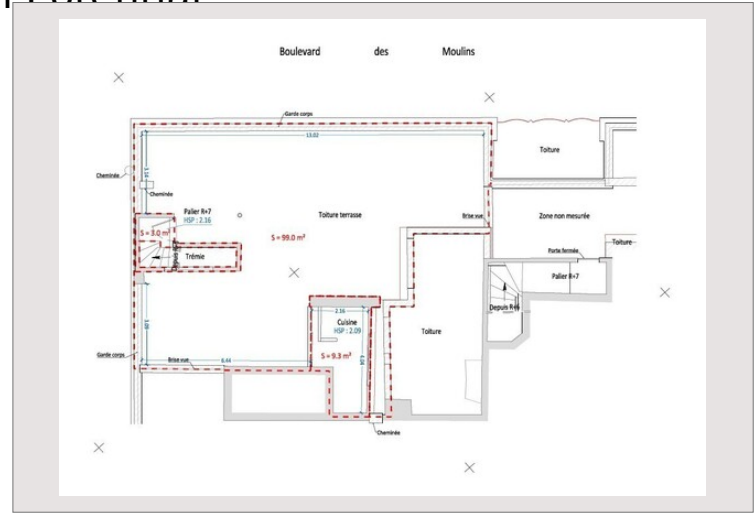 Boulevard des Moulins
Garde corps
13.02
Toiture
3.14
Cheminée
Cheminée
Palier R+7
HSP : 2.16
Toiture terrasse
Brise vue
Zone non mesurée
S = 3.0 m²
S = 99.0 m²
Toiture
Trémie
Porte fermée
Palier R+7
2.16
Cuisine
HSP : 2.09
Depuis R+6
Toiture
Garde corps
Brise vue
6.44
S = 9.3 m²
Cheminée